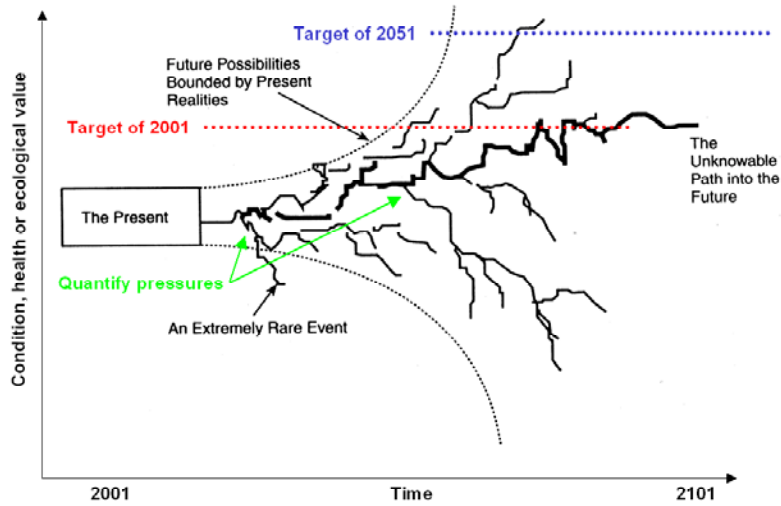 Target of 2051
Future Possibilities
Bounded by Present
Realities
Target of 2001
The
Unknowable
Path into the
Future
The Present
Quantify pressures
An Extremely Rare Event
Condition, health or ecological value
2001
Time
2101